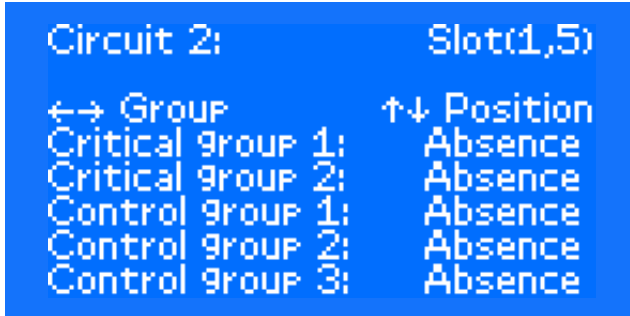 Circuit 2: Slot(1,5)
←→ Group ↑↓ Position
Critical group 1: Absence
Critical group 2: Absence
Control group 1: Absence
Control group 2: Absence
Control group 3: Absence